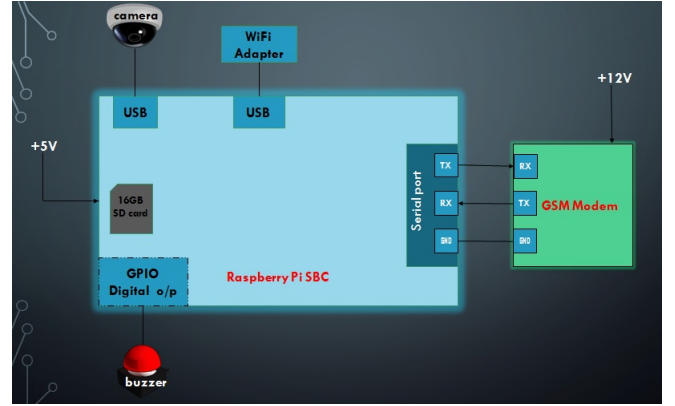 camera
WiFi
Adapter
+12V
USB
USB
+5V
16GB
SD card
Serial port
TX
RX
RX
TX
GSM Modem
GND
GND
GPIO
Digital o/p
Raspberry Pi SBC
buzzer